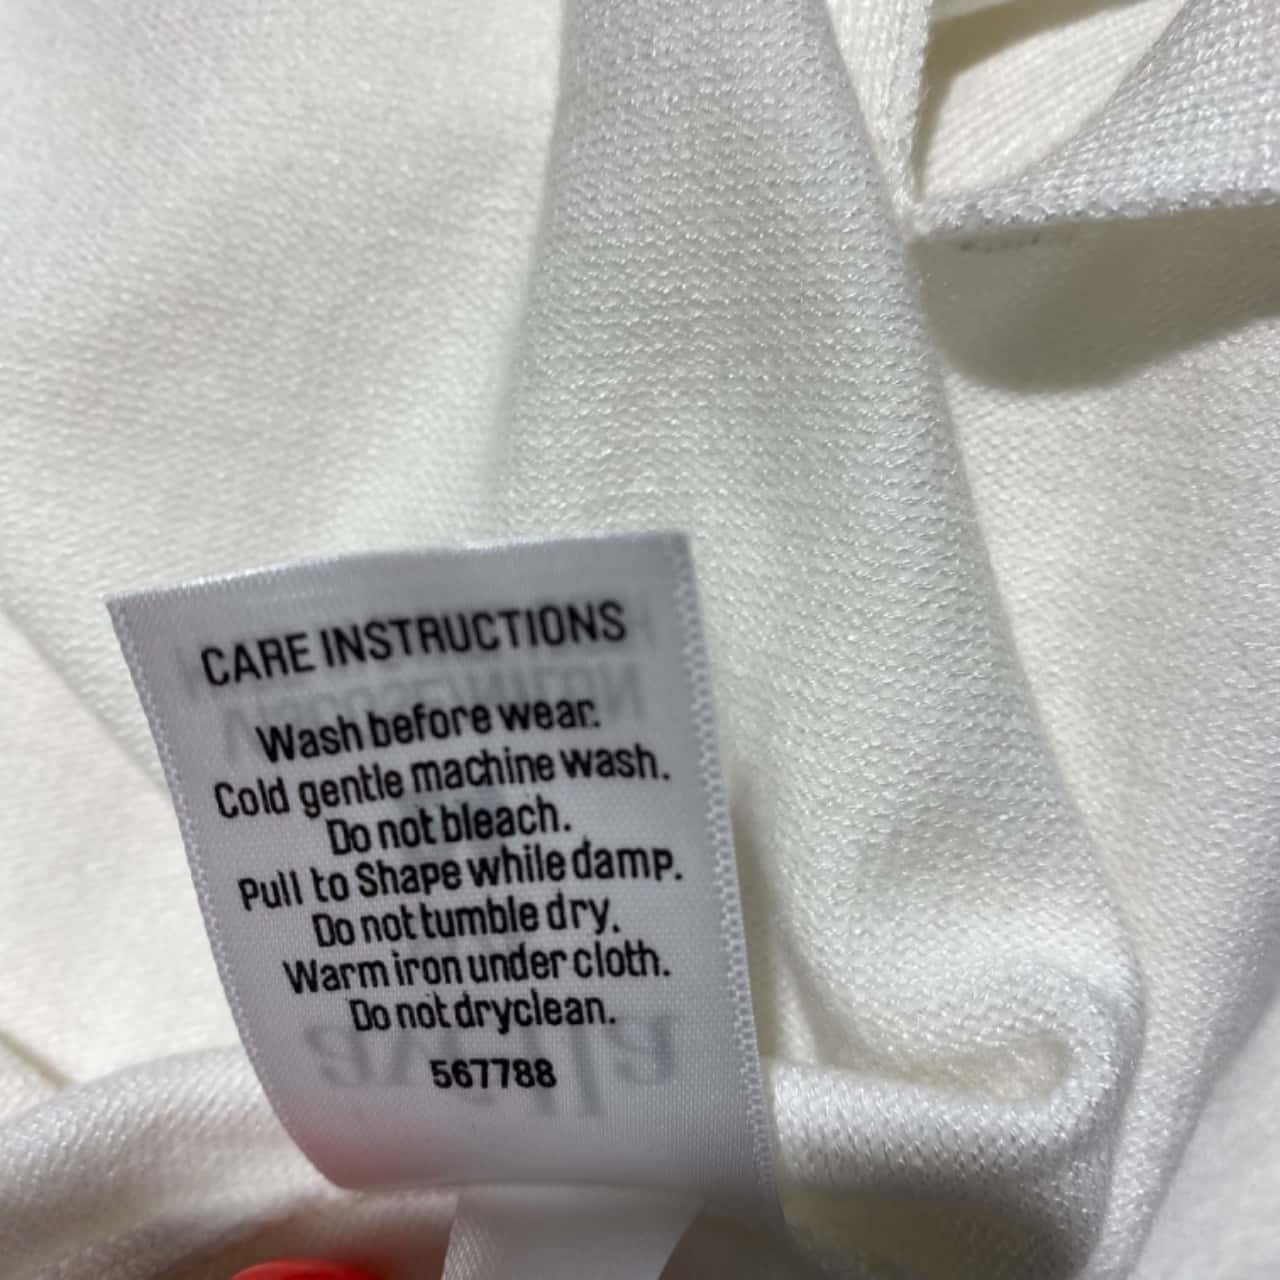 CARE INSTRUCTIONS
Wash before wear.
Cold gentle machine wash.
Do not bleach.
Pull to Shape while damp.
Do not tumble dry.
Warm iron under cloth.
Do not dryclean.
567788